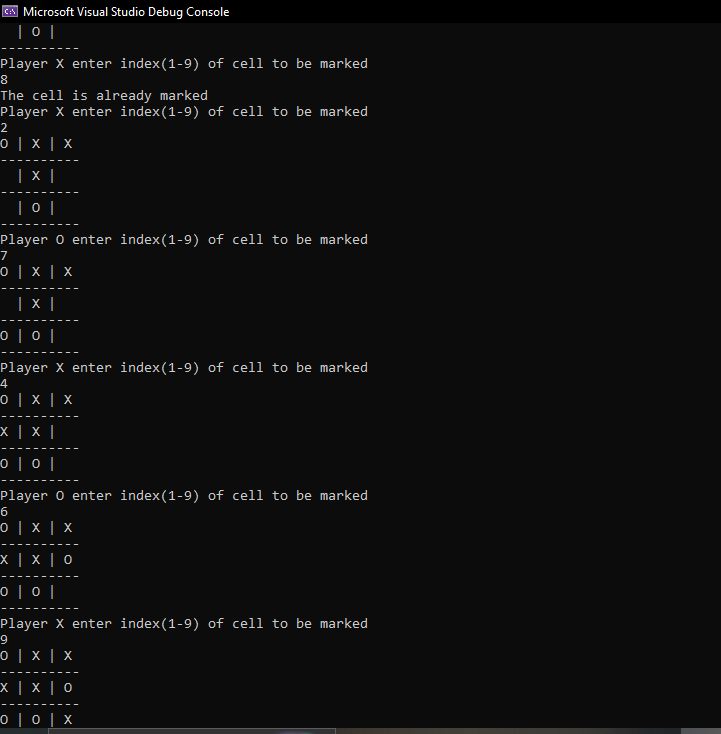 Microsoft Visual Studio Debug Console
  | O |
----------
Player X enter index(1-9) of cell to be marked
8
The cell is already marked
Player X enter index(1-9) of cell to be marked
2
O | X | X
----------
  | X |
----------
  | O |
----------
Player O enter index(1-9) of cell to be marked
7
O | X | X
----------
  | X |
----------
O | O |
----------
Player X enter index(1-9) of cell to be marked
4
O | X | X
----------
X | X |
----------
O | O |
----------
Player O enter index(1-9) of cell to be marked
6
O | X | X
----------
X | X | O
----------
O | O |
----------
Player X enter index(1-9) of cell to be marked
9
O | X | X
----------
X | X | O
----------
O | O | X